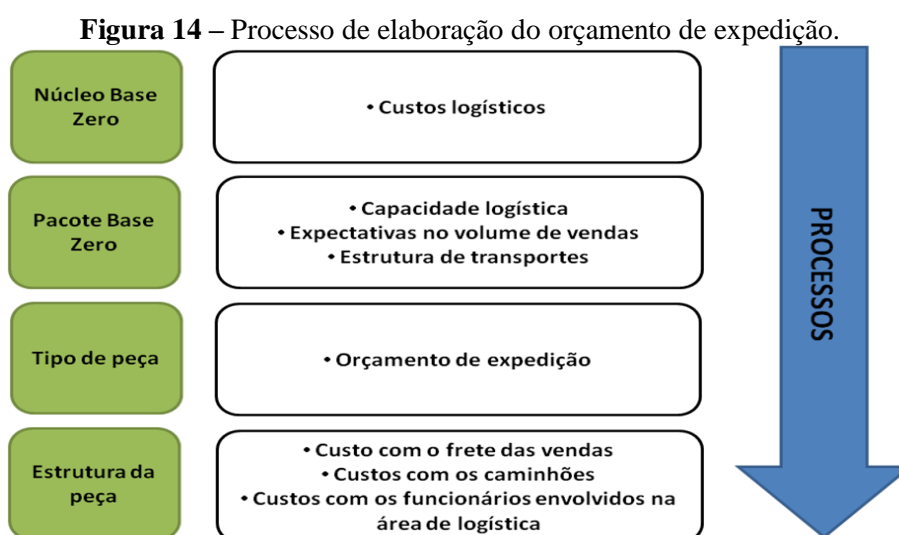 Figura 14 – Processo de elaboração do orçamento de expedição.
Núcleo Base
Zero
• Custos logísticos
Pacote Base
Zero
• Capacidade logística
• Expectativas no volume de vendas
• Estrutura de transportes
Tipo de peça
• Orçamento de expedição
Estrutura da
peça
• Custo com o frete das vendas
• Custos com os caminhões
• Custos com os funcionários envolvidos na
área de logística
PROCESSOS